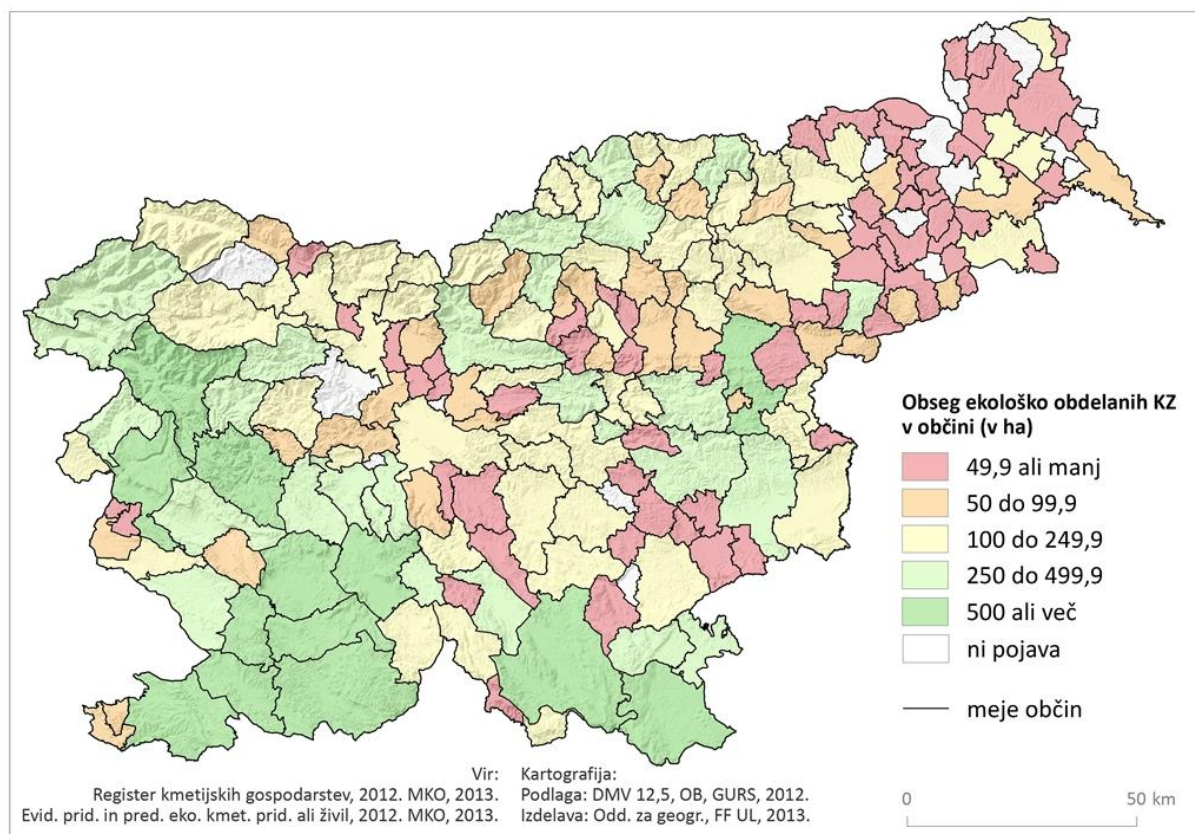 Obseg ekološko obdelanih KZ
v občini (v ha)
49,9 ali manj
50 do 99,9
100 do 249,9
250 do 499,9
500 ali več
ni pojava
meje občin
Vir:
Register kmetijskih gospodarstev, 2012. MKO, 2013.
Evid. prid. in pred. eko. kmet. prid. ali živil, 2012. MKO, 2013.
Kartografija:
Podlaga: DMV 12,5, OB, GURS, 2012.
Izdelava: Odd. za geogr., FF UL, 2013.
0 50 km